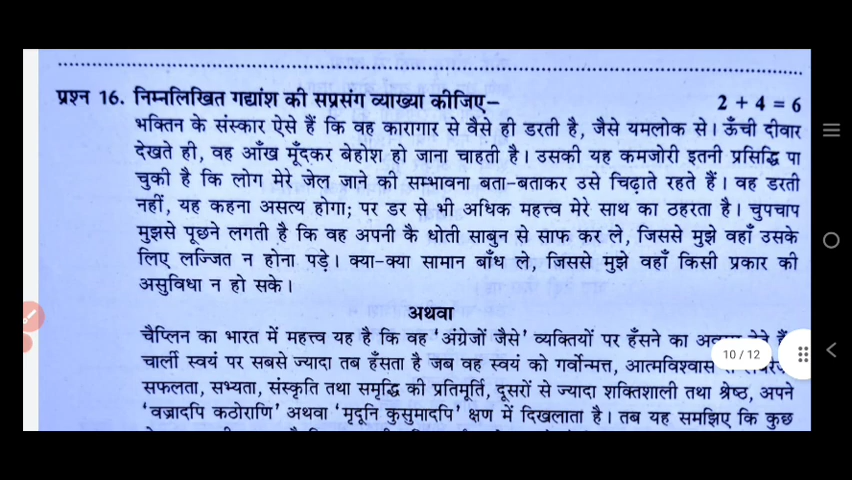 प्रश्न 16. निम्नलिखित गद्यांश की सप्रसंग व्याख्या कीजिए– 2 + 4 = 6
भक्तिन के संस्कार ऐसे हैं कि वह कारागार से वैसे ही डरती है, जैसे यमलोक से। ऊँची दीवार
देखते ही, वह आँख मूँदकर बेहोश हो जाना चाहती है। उसकी यह कमजोरी इतनी प्रसिद्धि पा
चुकी है कि लोग मेरे जेल जाने की सम्भावना बता-बताकर उसे चिढ़ाते रहते हैं। वह डरती
नहीं, यह कहना असत्य होगा; पर डर से भी अधिक महत्त्व मेरे साथ का ठहरता है। चुपचाप
मुझसे पूछने लगती है कि वह अपनी कै धोती साबुन से साफ कर ले, जिससे मुझे वहाँ उसके
लिए लज्जित न होना पड़े। क्या-क्या सामान बाँध ले, जिससे मुझे वहाँ किसी प्रकार की
असुविधा न हो सके।
अथवा
चैप्लिन का भारत में महत्त्व यह है कि वह 'अंग्रेजों जैसे' व्यक्तियों पर हँसने का
चार्ली स्वयं पर सबसे ज्यादा तब हँसता है जब वह स्वयं को गर्वोन्मत्त, आत्मविश्वास
10 / 12
सफलता, सभ्यता, संस्कृति तथा समृद्धि की प्रतिमूर्ति, दूसरों से ज्यादा शक्तिशाली तथा श्रेष्ठ, अपने
'वज्रादपि कठोराणि' अथवा 'मृदूनि कुसुमादपि' क्षण में दिखलाता है। तब यह समझिए कि कुछ